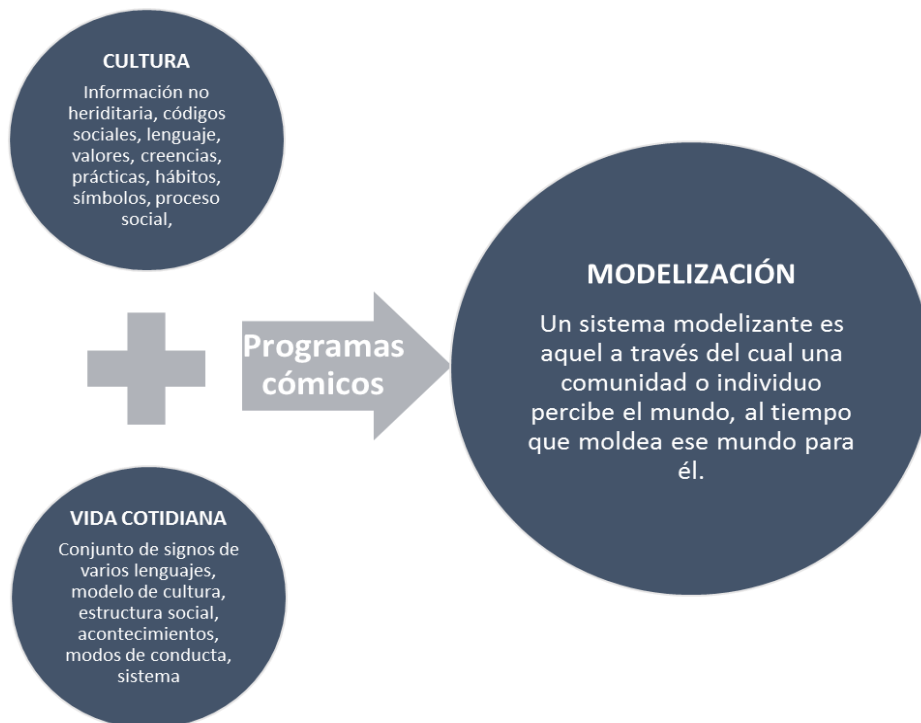 CULTURA
Información no
heriditaria, códigos
sociales, lenguaje,
valores, creencias,
prácticas, hábitos,
símbolos, proceso
social,
Programas
cómicos
VIDA COTIDIANA
Conjunto de signos de
varios lenguajes,
modelo de cultura,
estructura social,
acontecimientos,
modos de conducta,
sistema
MODELIZACIÓN
Un sistema modelizante es
aquel a través del cual una
comunidad o individuo
percibe el mundo, al tiempo
que moldea ese mundo para
él.